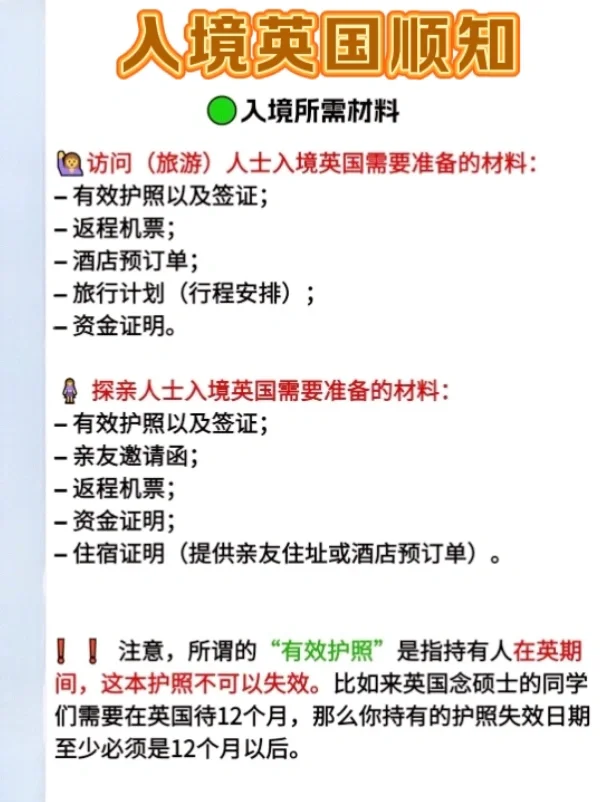 入境英国顺知
入境所需材料
访问（旅游）人士入境英国需要准备的材料：
– 有效护照以及签证；
– 返程机票；
– 酒店预订单；
– 旅行计划（行程安排）；
– 资金证明。
探亲人士入境英国需要准备的材料：
– 有效护照以及签证；
– 亲友邀请函；
– 返程机票；
– 资金证明；
– 住宿证明（提供亲友住址或酒店预订单）。
❗❗ 注意，所谓的“有效护照”是指持有人在英期
间，这本护照不可以失效。比如来英国念硕士的同学
们需要在英国待12个月，那么你持有的护照失效日期
至少必须是12个月以后。